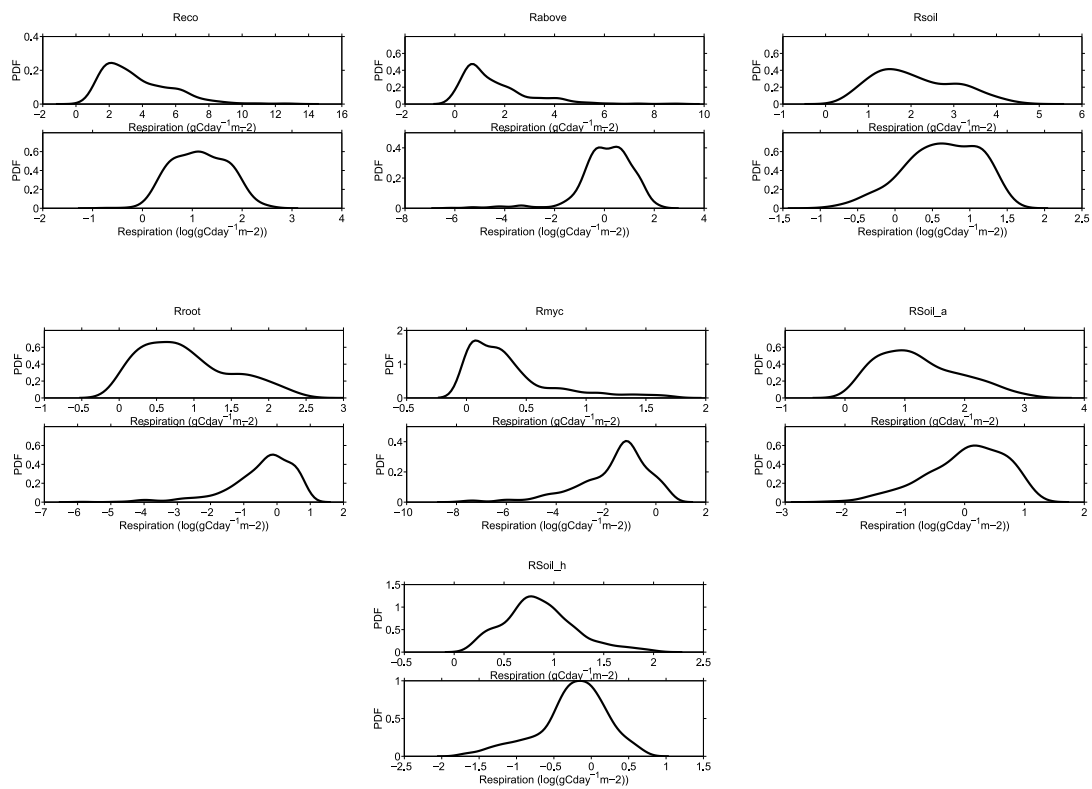 Reco
PDF
0.4
0.2
0
−2 0 2 4 6 8 10 12 14 16
Respiration (gCday⁻¹m−2)
PDF
0.6
0.4
0.2
0
−2 −1 0 1 2 3 4
Respiration (log(gCday⁻¹m−2))
Rabove
PDF
0.6
0.4
0.2
0
−2 0 2 4 6 8 10
Respiration (gCday⁻¹m−2)
PDF
0.4
0.2
0
−8 −6 −4 −2 0 2 4
Respiration (log(gCday⁻¹m−2))
Rsoil
PDF
0.6
0.4
0.2
0
−1 0 1 2 3 4 5 6
Respiration (gCday⁻¹m−2)
PDF
0.6
0.4
0.2
0
−1.5 −1 −0.5 0 0.5 1 1.5 2 2.5
Respiration (log(gCday⁻¹m−2))
Rroot
PDF
0.6
0.4
0.2
0
−1 −0.5 0 0.5 1 1.5 2 2.5 3
Respiration (gCday⁻¹m−2)
PDF
0.6
0.4
0.2
0
−7 −6 −5 −4 −3 −2 −1 0 1 2
Respiration (log(gCday⁻¹m−2))
Rmyc
PDF
2
1
0
−0.5 0 0.5 1 1.5 2
Respiration (gCday⁻¹m−2)
PDF
0.4
0.2
0
−10 −8 −6 −4 −2 0 2
Respiration (log(gCday⁻¹m−2))
RSoil_a
PDF
0.6
0.4
0.2
0
−1 0 1 2 3 4
Respiration (gCday⁻¹m−2)
PDF
0.6
0.4
0.2
0
−3 −2 −1 0 1 2
Respiration (log(gCday⁻¹m−2))
RSoil_h
PDF
1.5
1
0.5
0
−0.5 0 0.5 1 1.5 2 2.5
Respiration (gCday⁻¹m−2)
PDF
1
0.5
0
−2.5 −2 −1.5 −1 −0.5 0 0.5 1 1.5
Respiration (log(gCday⁻¹m−2))